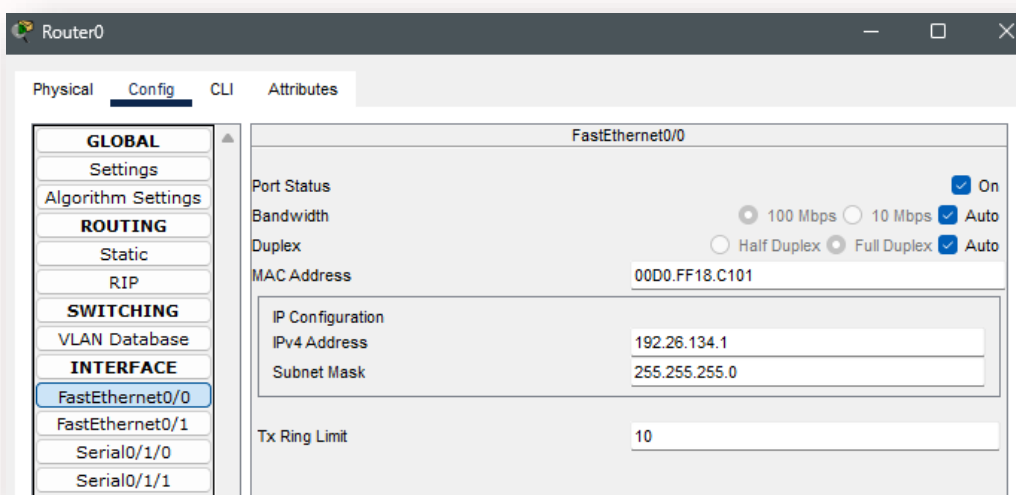 Router0
Physical Config CLI Attributes
GLOBAL
Settings
Algorithm Settings
ROUTING
Static
RIP
SWITCHING
VLAN Database
INTERFACE
FastEthernet0/0
FastEthernet0/1
Serial0/1/0
Serial0/1/1
FastEthernet0/0
Port Status On
Bandwidth 100 Mbps 10 Mbps Auto
Duplex Half Duplex Full Duplex Auto
MAC Address 00D0.FF18.C101
IP Configuration
IPv4 Address 192.26.134.1
Subnet Mask 255.255.255.0
Tx Ring Limit 10